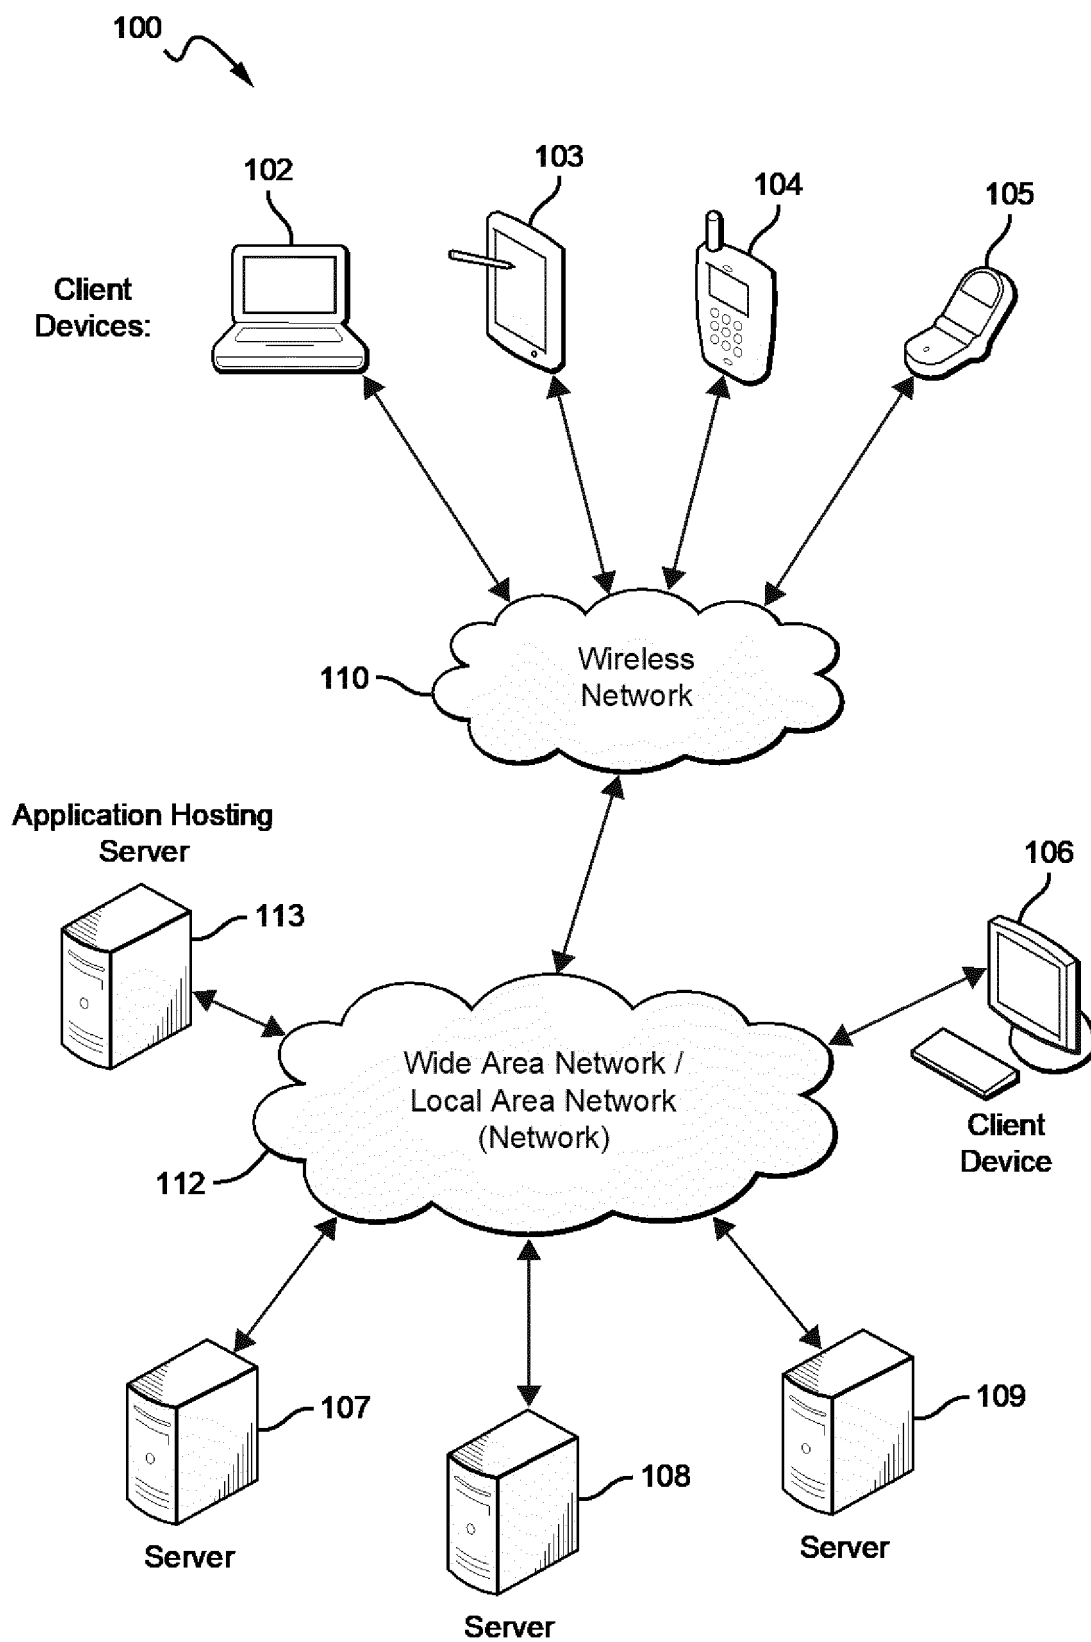 100
102
103
104
105
Client
Devices:
Wireless
Network
110
Application Hosting
Server
113
106
Wide Area Network /
Local Area Network
(Network)
112
Client
Device
107
Server
108
Server
109
Server